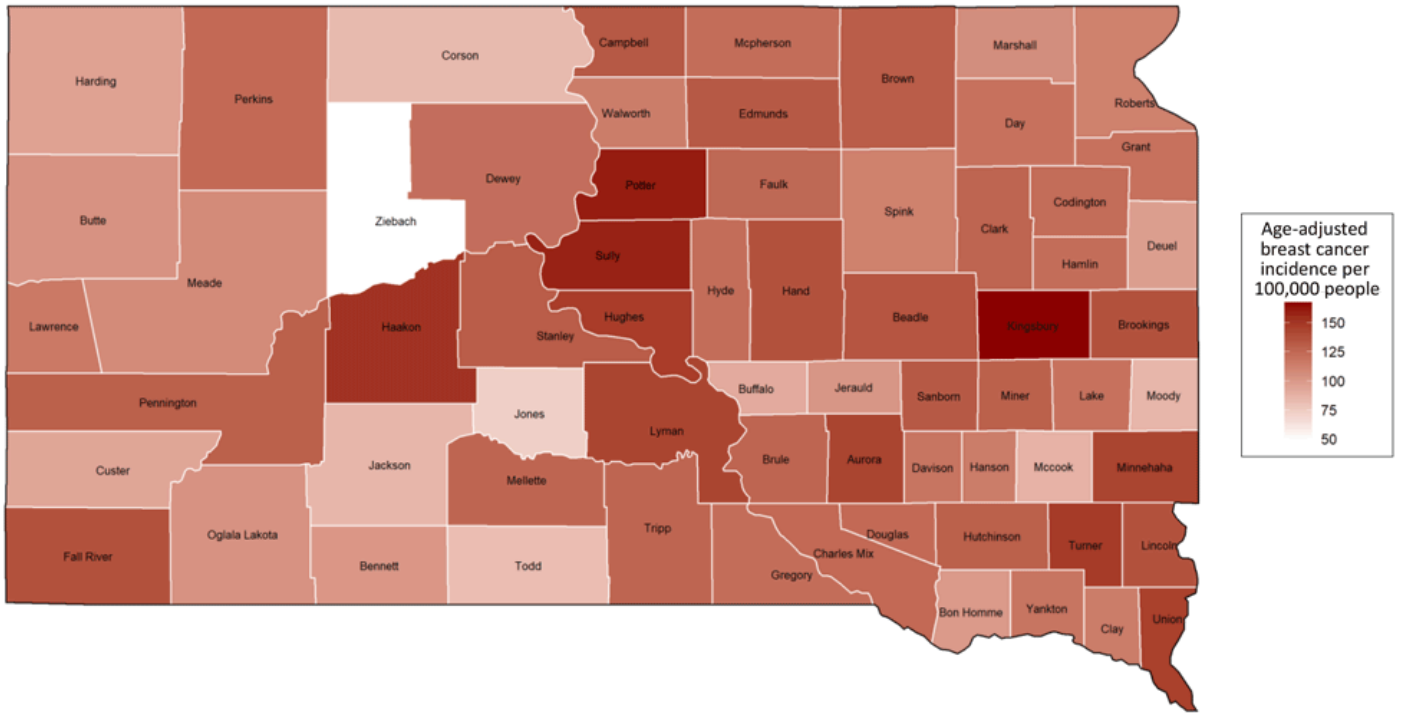 Campbell
Mcpherson
Marshall
Corson
Harding
Brown
Perkins
Roberts
Walworth
Edmunds
Day
Grant
Dewey
Potter
Faulk
Codington
Spink
Butte
Ziebach
Clark
Deuel
Sully
Hamlin
Meade
Hyde
Hand
Lawrence
Haakon
Hughes
Beadle
Kingsbury
Brookings
Stanley
Buffalo
Jerauld
Sanborn
Miner
Lake
Moody
Pennington
Jones
Lyman
Brule
Aurora
Davison
Hanson
Mccook
Minnehaha
Custer
Jackson
Mellette
Oglala Lakota
Tripp
Douglas
Hutchinson
Turner
Lincoln
Fall River
Charles Mix
Bennett
Todd
Gregory
Bon Homme
Yankton
Clay
Union
Age-adjusted
breast cancer
incidence per
100,000 people
150
125
100
75
50